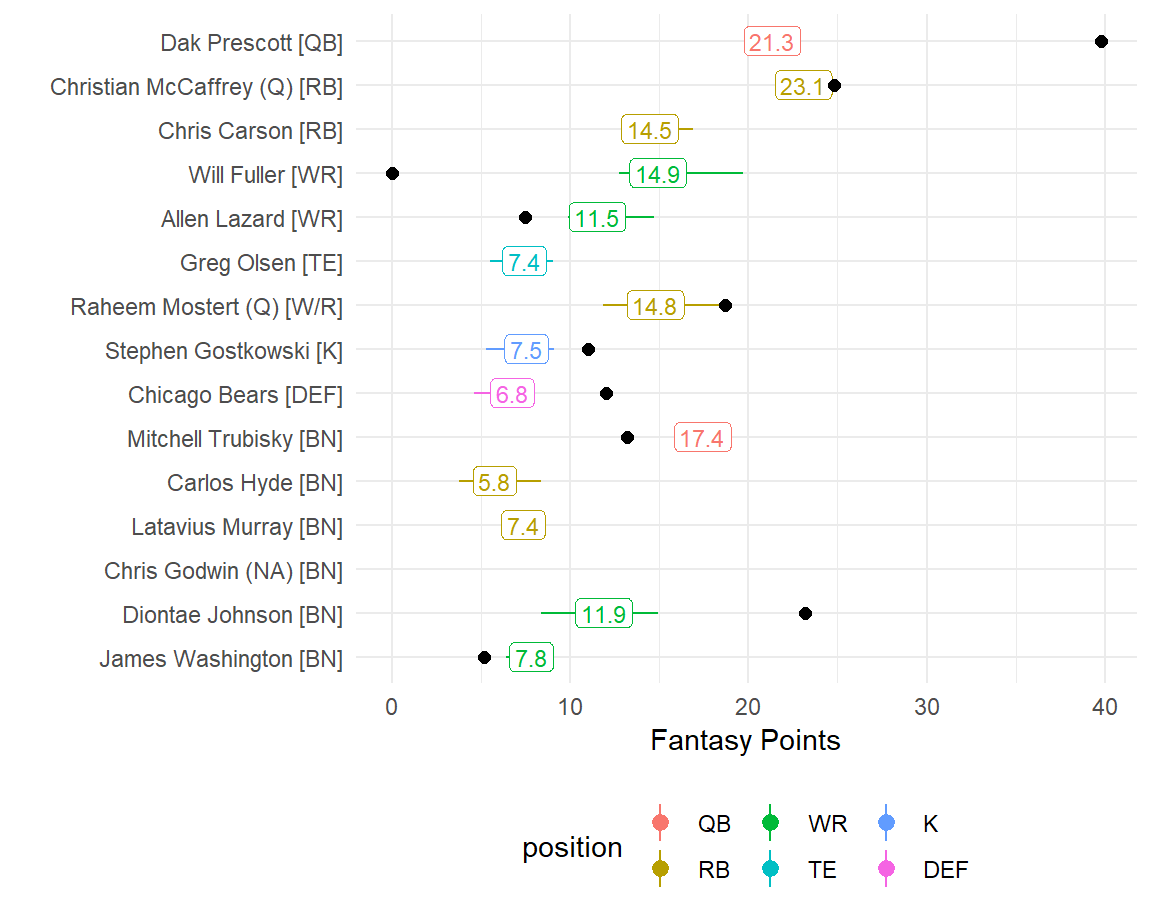 Dak Prescott [QB] 21.3
Christian McCaffrey (Q) [RB] 23.1
Chris Carson [RB] 14.5
Will Fuller [WR] 14.9
Allen Lazard [WR] 11.5
Greg Olsen [TE] 7.4
Raheem Mostert (Q) [W/R] 14.8
Stephen Gostkowski [K] 7.5
Chicago Bears [DEF] 6.8
Mitchell Trubisky [BN] 17.4
Carlos Hyde [BN] 5.8
Latavius Murray [BN] 7.4
Chris Godwin (NA) [BN]
Diontae Johnson [BN] 11.9
James Washington [BN] 7.8
0 10 20 30 40
Fantasy Points
position
QB WR K
RB TE DEF